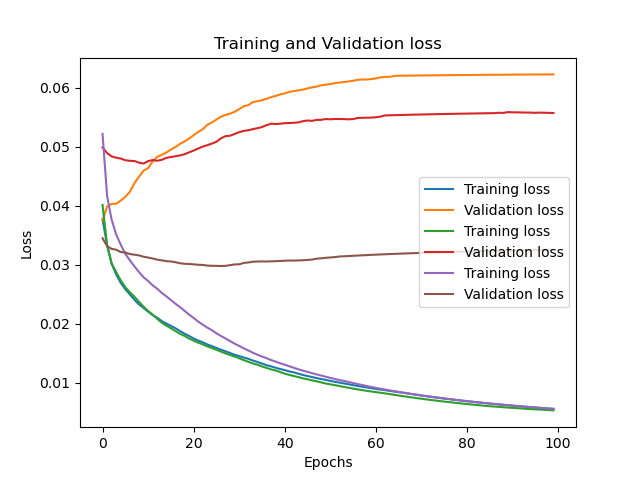 Training and Validation loss
Loss
0.06
0.05
0.04
0.03
0.02
0.01
Training loss
Validation loss
Training loss
Validation loss
Training loss
Validation loss
0 20 40 60 80 100
Epochs